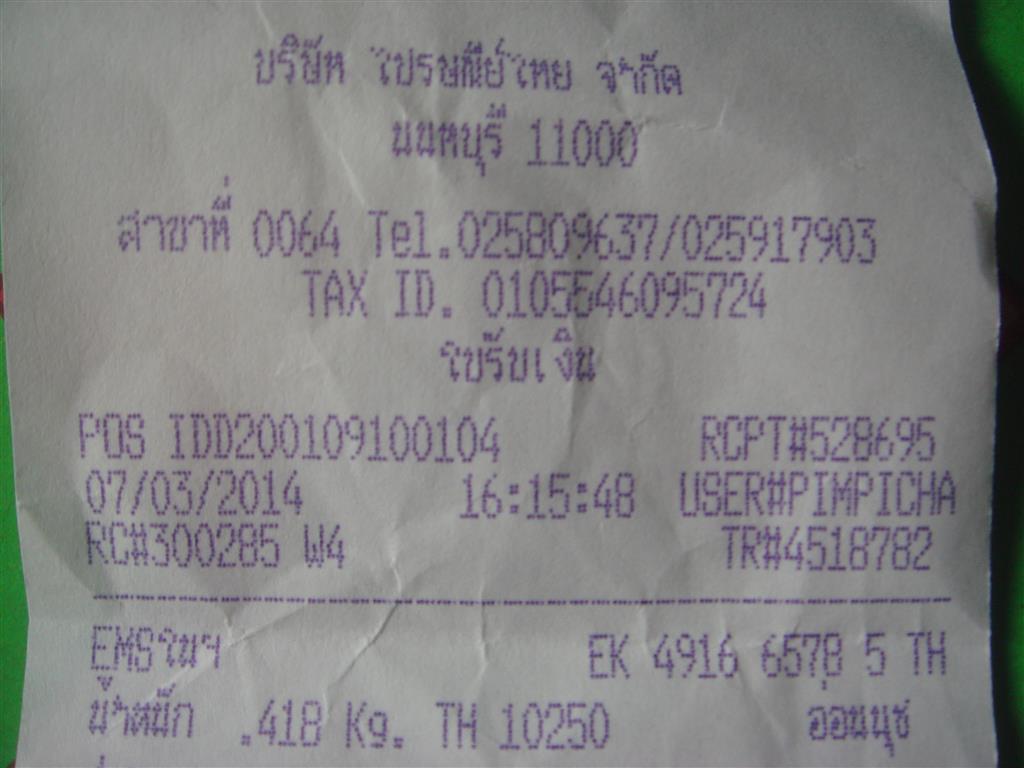 บริษัท ไปรษณีย์ไทย จำกัด
นนทบุรี 11000
สาขาที่ 0064 Tel.025809637/025917903
TAX ID. 0105546095724
ใบรับเงิน
POS IDD200109100104 RCPT#528695
07/03/2014 16:15:48 USER#PIMPICHA
RC#300285 W4 TR#4518782
EMSในฯ EK 4916 6578 5 TH
น้ำหนัก .418 Kg. TH 10250 อ่อนนุช